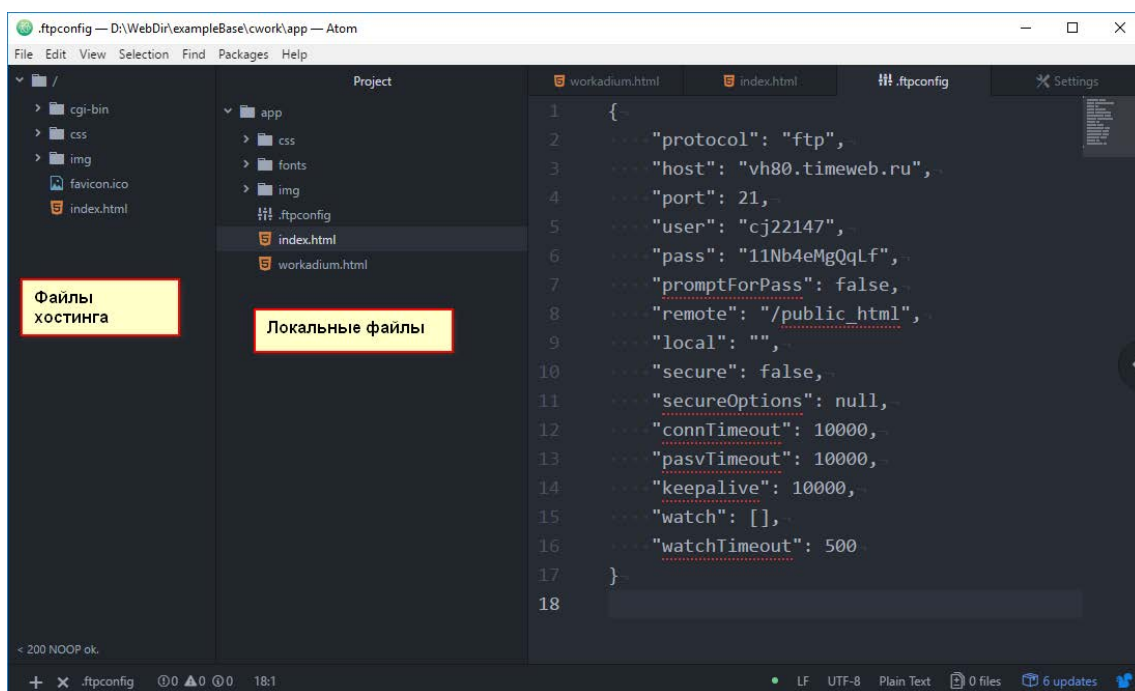 .ftpconfig — D:\WebDir\exampleBase\cwork\app — Atom
File Edit View Selection Find Packages Help
/
cgi-bin
css
img
favicon.ico
index.html
Файлы
хостинга
< 200 NOOP ok.
Project
app
css
fonts
img
.ftpconfig
index.html
workadium.html
Локальные файлы
workadium.html index.html .ftpconfig Settings
1 {
2 "protocol": "ftp",
3 "host": "vh80.timeweb.ru",
4 "port": 21,
5 "user": "cj22147",
6 "pass": "11Nb4eMgQqLf",
7 "promptForPass": false,
8 "remote": "/public_html",
9 "local": "",
10 "secure": false,
11 "secureOptions": null,
12 "connTimeout": 10000,
13 "pasvTimeout": 10000,
14 "keepalive": 10000,
15 "watch": [],
16 "watchTimeout": 500
17 }
18
.ftpconfig 0 0 0 18:1 LF UTF-8 Plain Text 0 files 6 updates